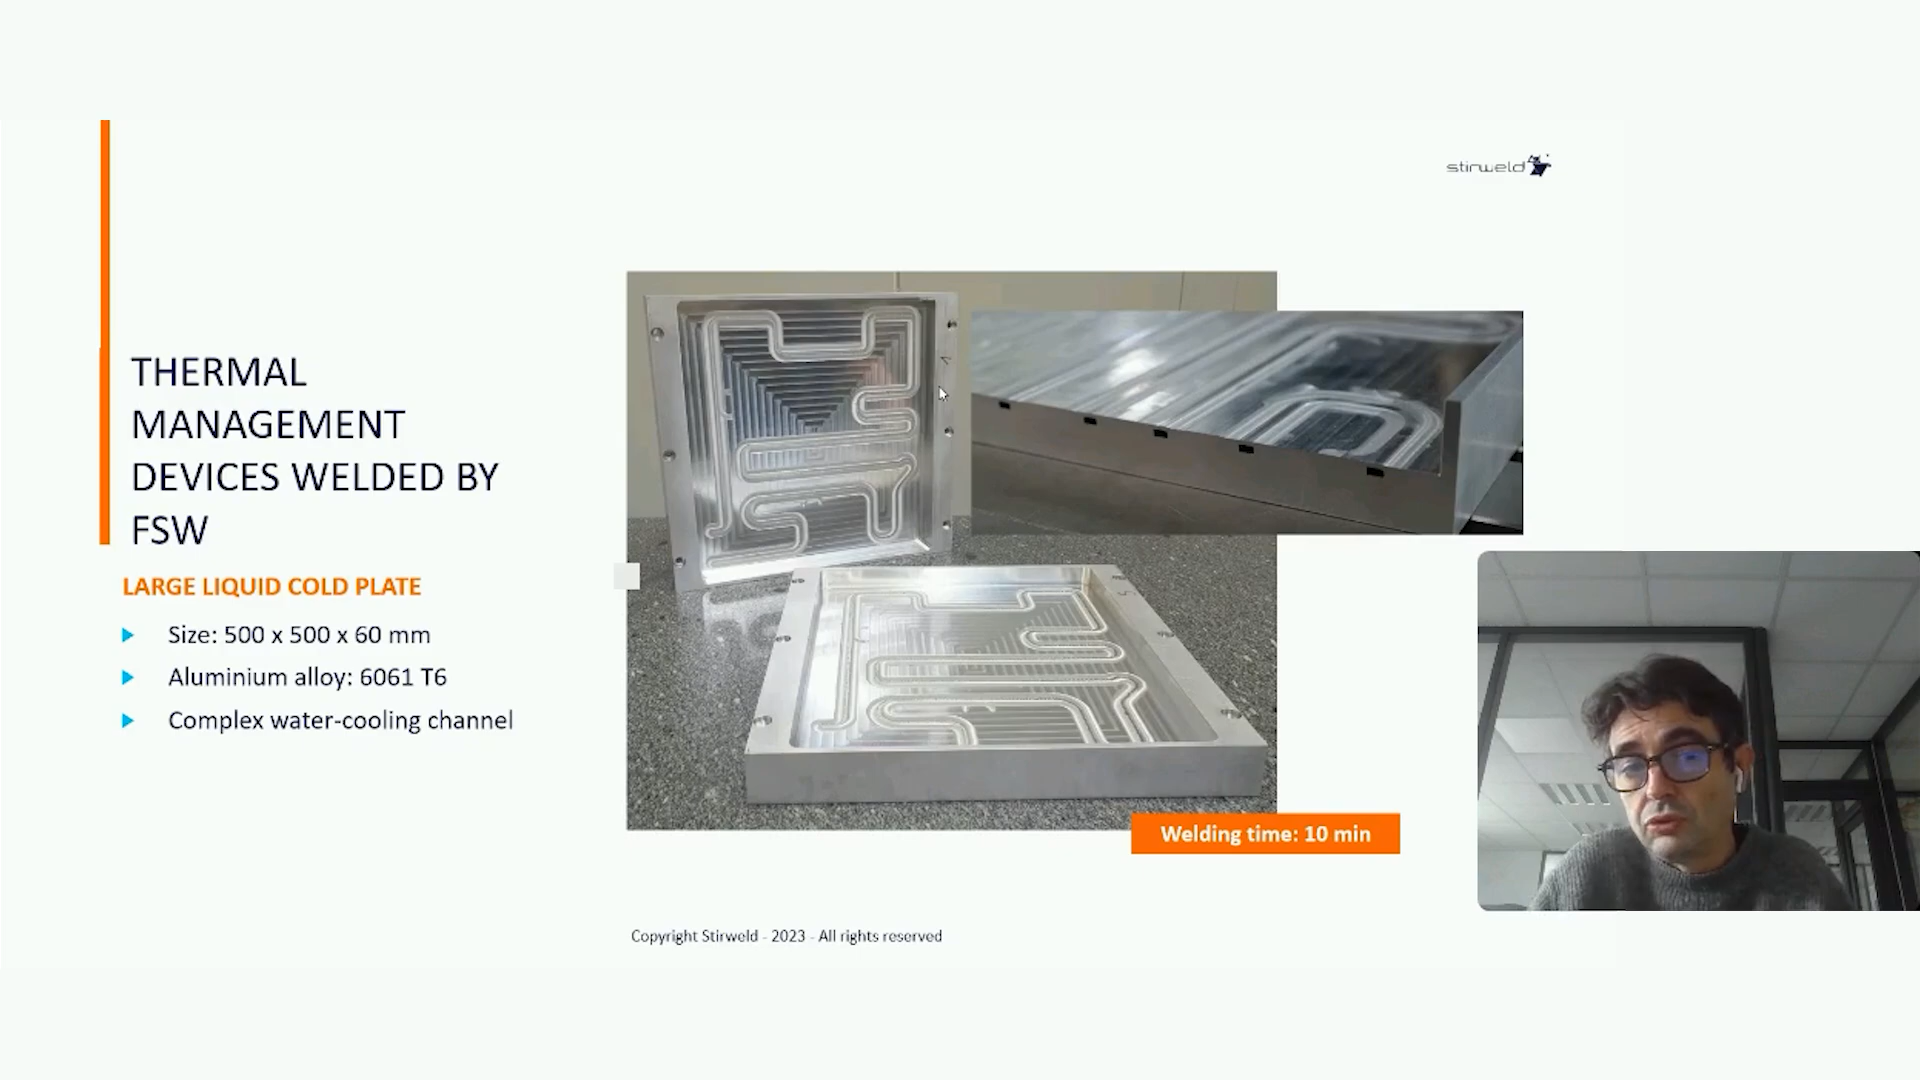 stirweld
THERMAL
MANAGEMENT
DEVICES WELDED BY
FSW
LARGE LIQUID COLD PLATE
Size: 500 x 500 x 60 mm
Aluminium alloy: 6061 T6
Complex water-cooling channel
Welding time: 10 min
Copyright Stirweld - 2023 - All rights reserved